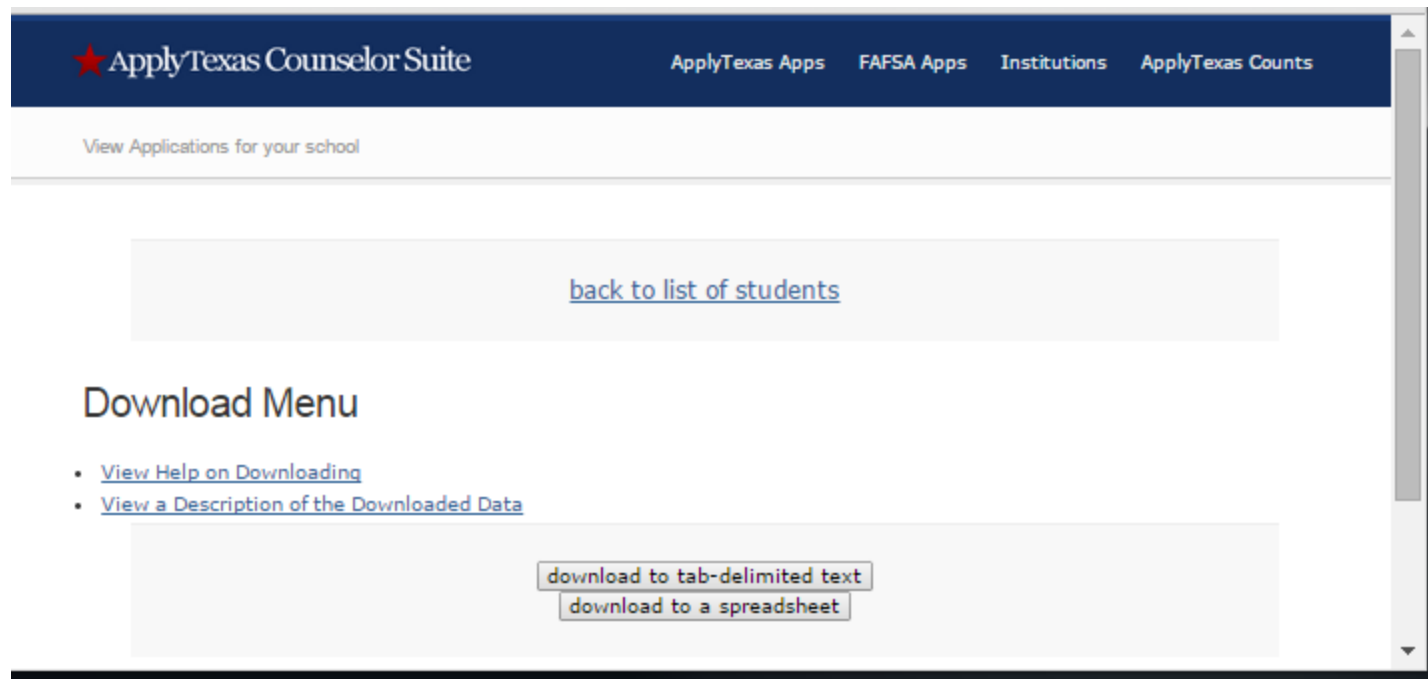 ApplyTexas Counselor Suite ApplyTexas Apps FAFSA Apps Institutions ApplyTexas Counts
View Applications for your school
back to list of students
Download Menu
• View Help on Downloading
• View a Description of the Downloaded Data
download to tab-delimited text
download to a spreadsheet